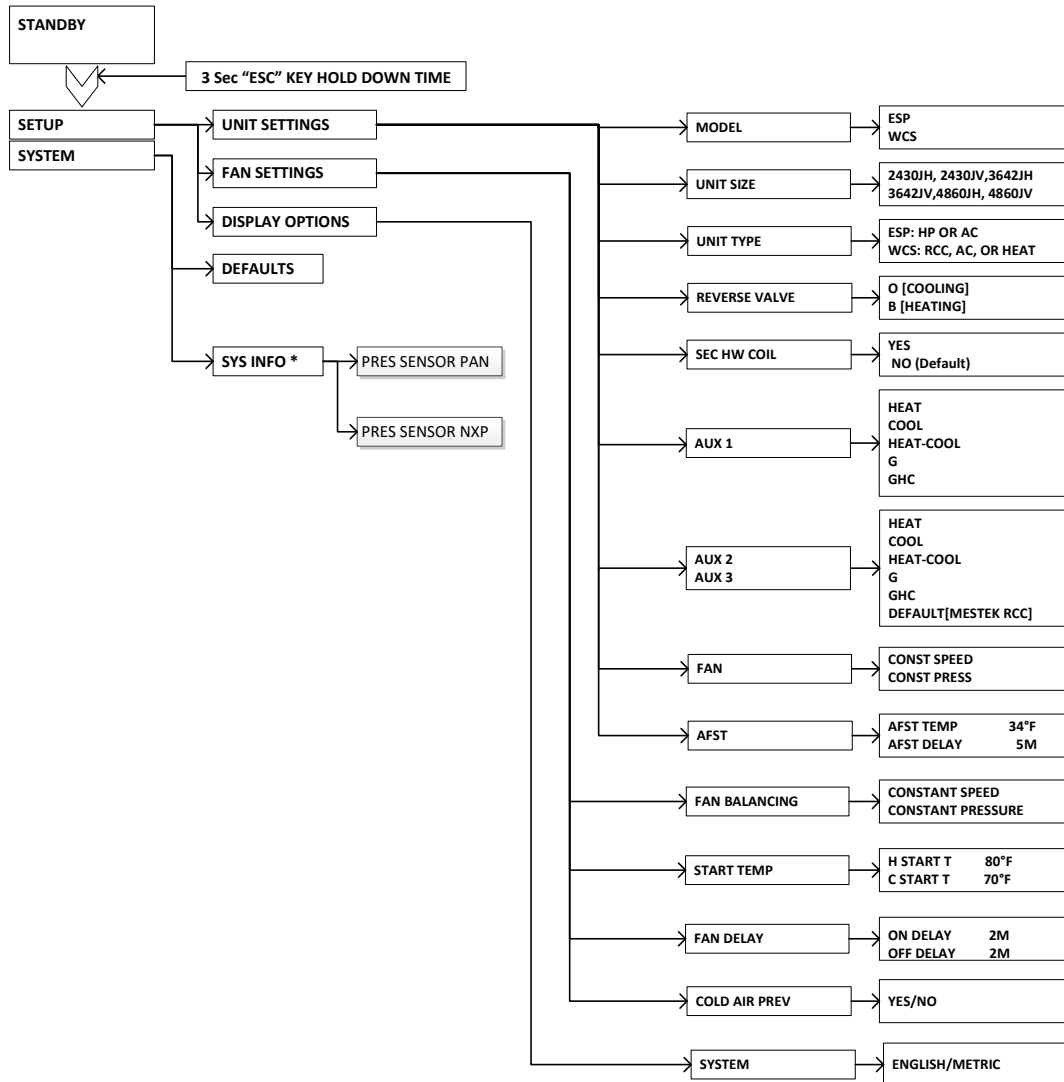 STANDBY
3 Sec “ESC” KEY HOLD DOWN TIME
SETUP
SYSTEM
UNIT SETTINGS
FAN SETTINGS
DISPLAY OPTIONS
DEFAULTS
SYS INFO *
PRES SENSOR PAN
PRES SENSOR NXP
MODEL
ESP
WCS
UNIT SIZE
2430JH, 2430JV,3642JH
3642JV,4860JH, 4860JV
UNIT TYPE
ESP: HP OR AC
WCS: RCC, AC, OR HEAT
REVERSE VALVE
O [COOLING]
B [HEATING]
SEC HW COIL
YES
NO (Default)
AUX 1
HEAT
COOL
HEAT-COOL
G
GHC
AUX 2
AUX 3
HEAT
COOL
HEAT-COOL
G
GHC
DEFAULT[MESTEK RCC]
FAN
CONST SPEED
CONST PRESS
AFST
AFST TEMP 34°F
AFST DELAY 5M
FAN BALANCING
CONSTANT SPEED
CONSTANT PRESSURE
START TEMP
H START T 80°F
C START T 70°F
FAN DELAY
ON DELAY 2M
OFF DELAY 2M
COLD AIR PREV
YES/NO
SYSTEM
ENGLISH/METRIC